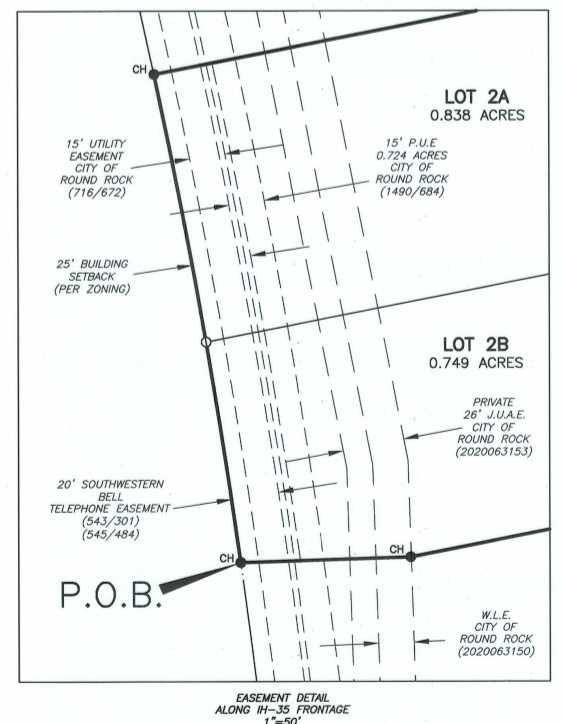 CH
LOT 2A
0.838 ACRES
15' UTILITY
EASEMENT
CITY OF
ROUND ROCK
(716/672)
15' P.U.E
0.724 ACRES
CITY OF
ROUND ROCK
(1490/684)
25' BUILDING
SETBACK
(PER ZONING)
LOT 2B
0.749 ACRES
PRIVATE
26' J.U.A.E.
CITY OF
ROUND ROCK
(2020063153)
20' SOUTHWESTERN
BELL
TELEPHONE EASEMENT
(543/301)
(545/484)
CH
CH
P.O.B.
W.L.E.
CITY OF
ROUND ROCK
(2020063150)
EASEMENT DETAIL
ALONG IH-35 FRONTAGE
1"=50'